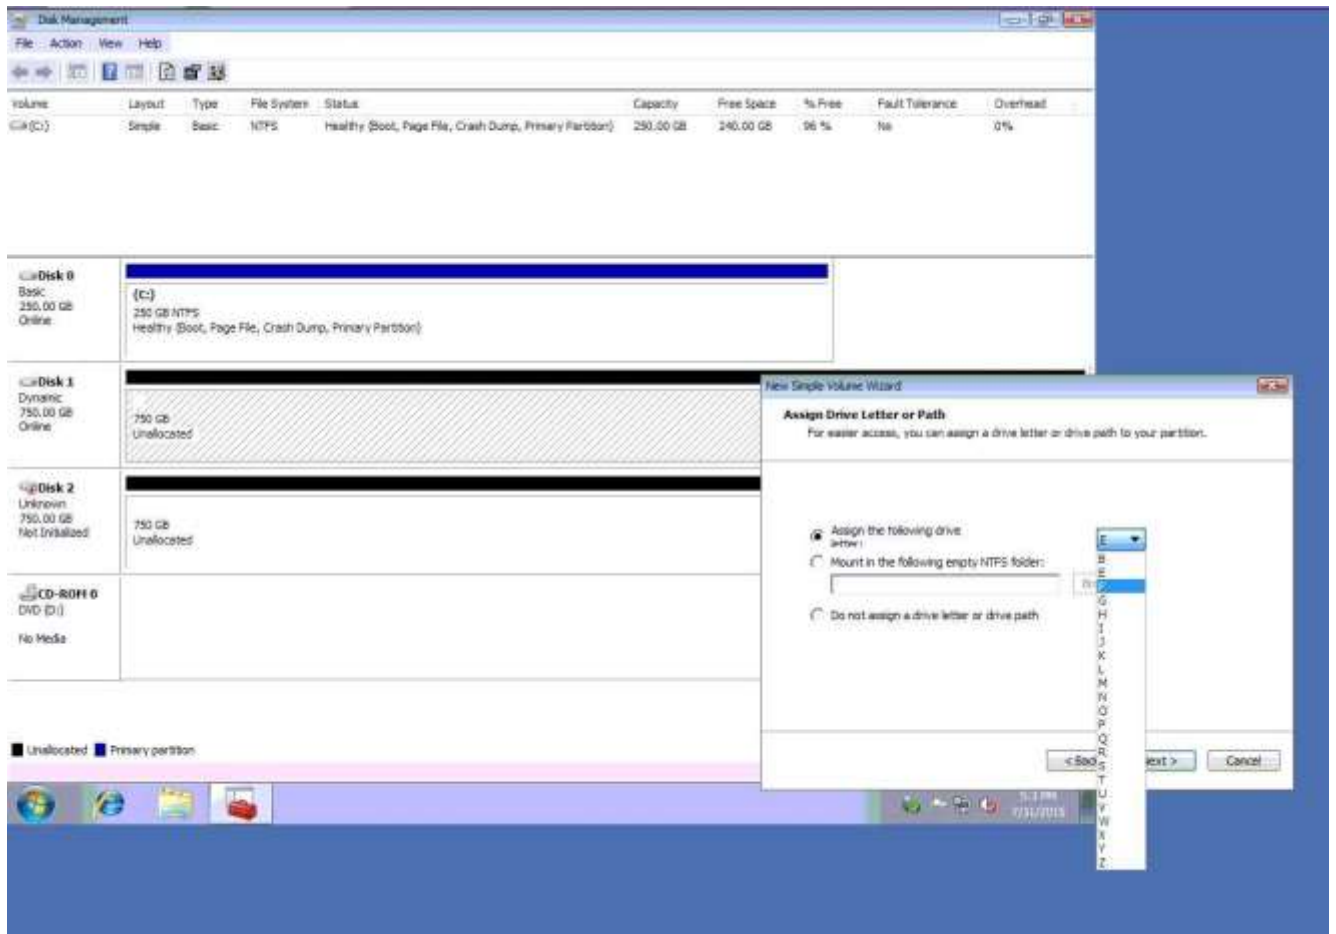 Disk Management
File Action View Help
Volume Layout Type File System Status Capacity Free Space % Free Fault Tolerance Overhead
(C:) Simple Basic NTFS Healthy (Boot, Page File, Crash Dump, Primary Partition) 250.00 GB 240.00 GB 96 % No 0%
Disk 0
Basic
250.00 GB
Online
(C:)
250 GB NTFS
Healthy (Boot, Page File, Crash Dump, Primary Partition)
Disk 1
Dynamic
750.00 GB
Online
750 GB
Unallocated
Disk 2
Unknown
750.00 GB
Not Initialized
750 GB
Unallocated
CD-ROM 0
DVD (D:)
No Media
Unallocated Primary partition
New Simple Volume Wizard
Assign Drive Letter or Path
For easier access, you can assign a drive letter or drive path to your partition.
Assign the following drive
letter:
E
Mount in the following empty NTFS folder:
Do not assign a drive letter or drive path
B
E
G
H
I
J
K
L
M
N
O
P
Q
R
S
T
U
V
W
X
Y
Z
Cancel
7/31/2015